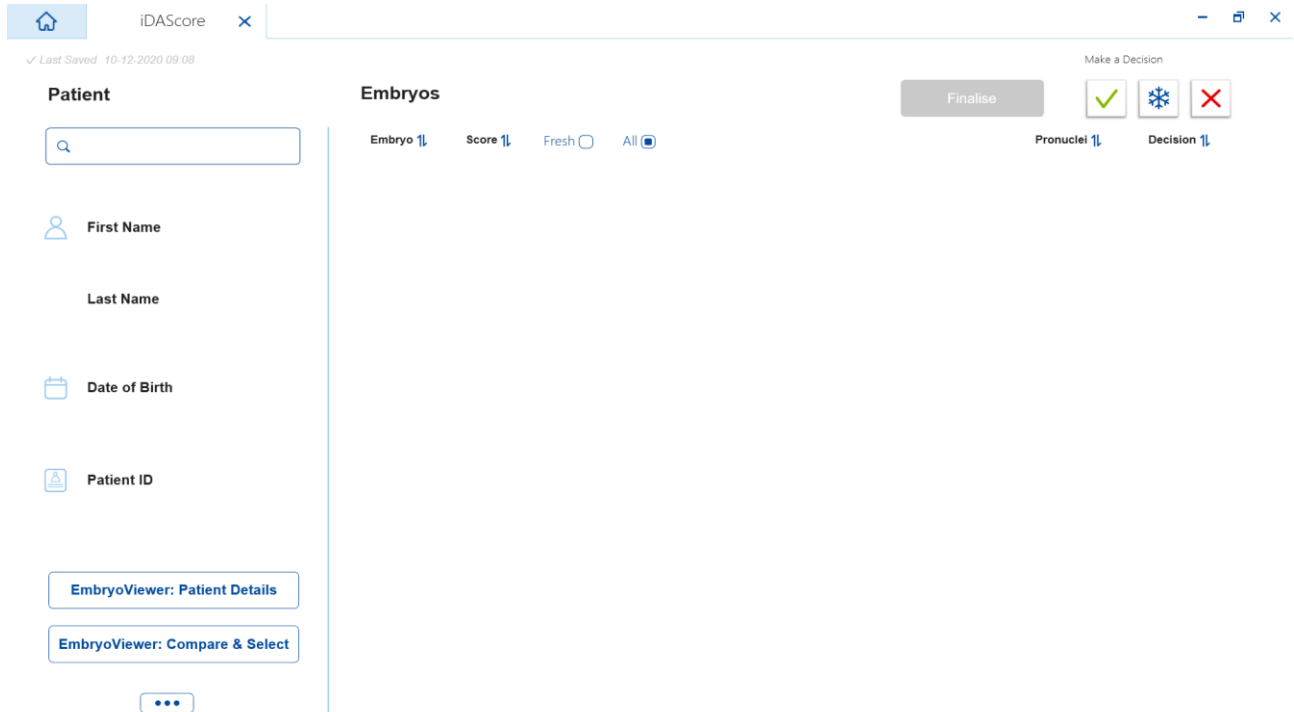 iDAScore
Last Saved 10-12-2020 09:08
Make a Decision
Patient
Embryos
Finalise
Embryo Score Fresh All Pronuclei Decision
First Name
Last Name
Date of Birth
Patient ID
EmbryoViewer: Patient Details
EmbryoViewer: Compare & Select